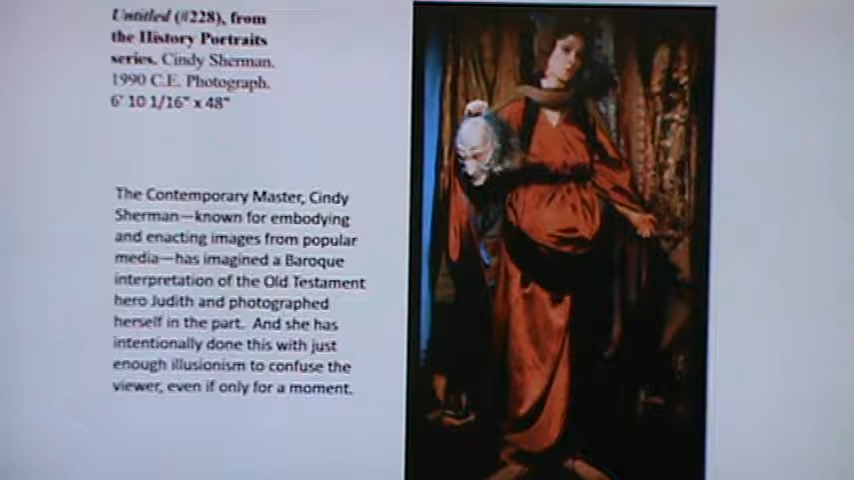 Untitled (#228), from
the History Portraits
series. Cindy Sherman.
1990 C.E. Photograph.
6' 10 1/16" x 48"
The Contemporary Master, Cindy
Sherman—known for embodying
and enacting images from popular
media—has imagined a Baroque
interpretation of the Old Testament
hero Judith and photographed
herself in the part.  And she has
intentionally done this with just
enough illusionism to confuse the
viewer, even if only for a moment.